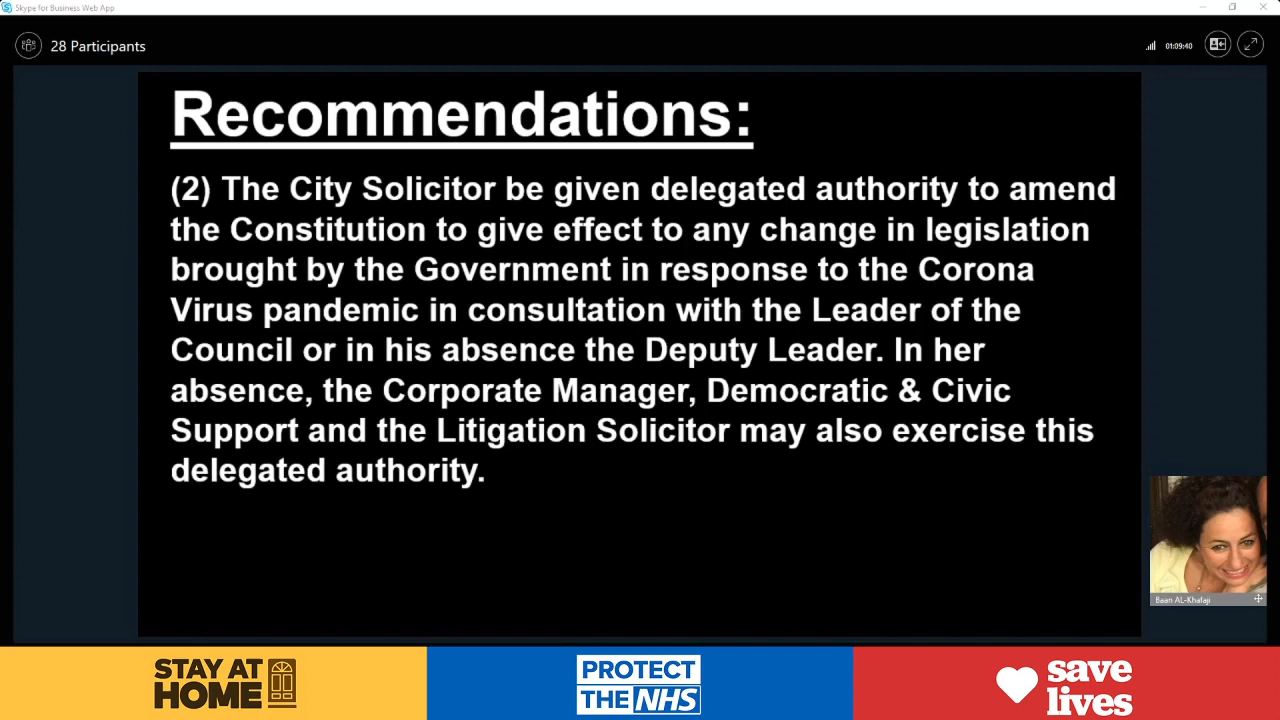 Skype for Business Web App
28 Participants
01:09:40
Recommendations:
(2) The City Solicitor be given delegated authority to amend
the Constitution to give effect to any change in legislation
brought by the Government in response to the Corona
Virus pandemic in consultation with the Leader of the
Council or in his absence the Deputy Leader. In her
absence, the Corporate Manager, Democratic & Civic
Support and the Litigation Solicitor may also exercise this
delegated authority.
Baan AL-Khafaji
STAY AT
HOME
PROTECT
THE NHS
save
lives